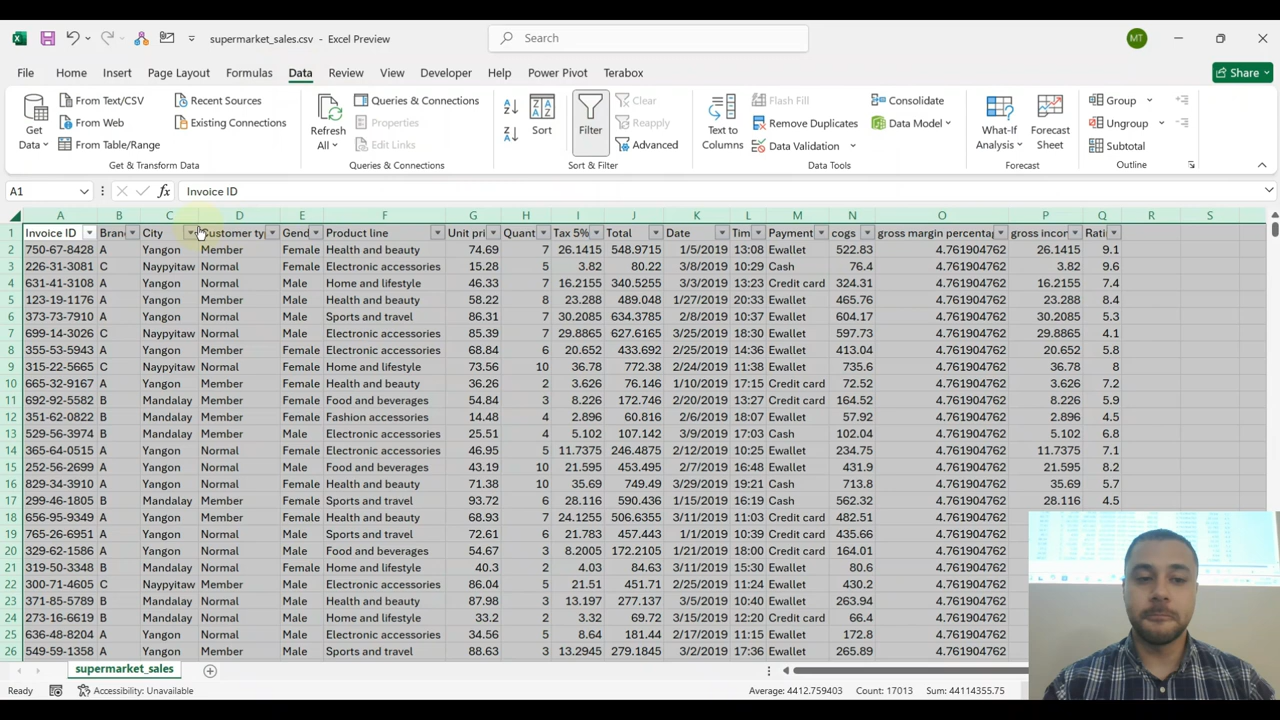 supermarket_sales.csv - Excel Preview
Search
MT
File Home Insert Page Layout Formulas Data Review View Developer Help Power Pivot Terabox
Share
Get Data
From Text/CSV
From Web
From Table/Range
Recent Sources
Existing Connections
Get & Transform Data
Refresh All
Queries & Connections
Properties
Edit Links
Queries & Connections
Sort
Filter
Clear
Reapply
Advanced
Sort & Filter
Text to Columns
Flash Fill
Remove Duplicates
Data Validation
Consolidate
Data Model
Data Tools
What-If Analysis
Forecast Sheet
Forecast
Group
Ungroup
Subtotal
Outline
A1 fx Invoice ID
A B C D E F G H I J K L M N O P Q R S
1 Invoice ID Bran City Customer ty Gend Product line Unit pri Quant Tax 5% Total Date Tim Payment cogs gross margin percentag gross incon Rati
2 750-67-8428 A Yangon Member Female Health and beauty 74.69 7 26.1415 548.9715 1/5/2019 13:08 Ewallet 522.83 4.761904762 26.1415 9.1
3 226-31-3081 C Naypyitaw Normal Female Electronic accessories 15.28 5 3.82 80.22 3/8/2019 10:29 Cash 76.4 4.761904762 3.82 9.6
4 631-41-3108 A Yangon Normal Male Home and lifestyle 46.33 7 16.2155 340.5255 3/3/2019 13:23 Credit card 324.31 4.761904762 16.2155 7.4
5 123-19-1176 A Yangon Member Male Health and beauty 58.22 8 23.288 489.048 1/27/2019 20:33 Ewallet 465.76 4.761904762 23.288 8.4
6 373-73-7910 A Yangon Normal Male Sports and travel 86.31 7 30.2085 634.3785 2/8/2019 10:37 Ewallet 604.17 4.761904762 30.2085 5.3
7 699-14-3026 C Naypyitaw Normal Male Electronic accessories 85.39 7 29.8865 627.6165 3/25/2019 18:30 Ewallet 597.73 4.761904762 29.8865 4.1
8 355-53-5943 A Yangon Member Female Electronic accessories 68.84 6 20.652 433.692 2/25/2019 14:36 Ewallet 413.04 4.761904762 20.652 5.8
9 315-22-5665 C Naypyitaw Normal Female Home and lifestyle 73.56 10 36.78 772.38 2/24/2019 11:38 Ewallet 735.6 4.761904762 36.78 8
10 665-32-9167 A Yangon Member Female Health and beauty 36.26 2 3.626 76.146 1/10/2019 17:15 Credit card 72.52 4.761904762 3.626 7.2
11 692-92-5582 B Mandalay Member Female Food and beverages 54.84 3 8.226 172.746 2/20/2019 13:27 Credit card 164.52 4.761904762 8.226 5.9
12 351-62-0822 B Mandalay Member Female Fashion accessories 14.48 4 2.896 60.816 2/6/2019 18:07 Ewallet 57.92 4.761904762 2.896 4.5
13 529-56-3974 B Mandalay Member Male Electronic accessories 25.51 4 5.102 107.142 3/9/2019 17:03 Cash 102.04 4.761904762 5.102 6.8
14 365-64-0515 A Yangon Normal Female Electronic accessories 46.95 5 11.7375 246.4875 2/12/2019 10:25 Ewallet 234.75 4.761904762 11.7375 7.1
15 252-56-2699 A Yangon Normal Male Food and beverages 43.19 10 21.595 453.495 2/7/2019 16:48 Ewallet 431.9 4.761904762 21.595 8.2
16 829-34-3910 A Yangon Normal Female Health and beauty 71.38 10 35.69 749.49 3/29/2019 19:21 Cash 713.8 4.761904762 35.69 5.7
17 299-46-1805 B Mandalay Member Female Sports and travel 93.72 6 28.116 590.436 1/15/2019 16:19 Cash 562.32 4.761904762 28.116 4.5
18 656-95-9349 A Yangon Member Female Health and beauty 68.93 7 24.1255 506.6355 3/11/2019 11:03 Credit card 482.51 4.761904762
19 765-26-6951 A Yangon Normal Male Sports and travel 72.61 6 21.783 457.443 1/1/2019 10:39 Credit card 435.66 4.761904762
20 329-62-1586 A Yangon Normal Male Food and beverages 54.67 3 8.2005 172.2105 1/21/2019 18:00 Credit card 164.01 4.761904762
21 319-50-3348 B Mandalay Normal Female Home and lifestyle 40.3 2 4.03 84.63 3/11/2019 15:30 Ewallet 80.6 4.761904762
22 300-71-4605 C Naypyitaw Member Male Electronic accessories 86.04 5 21.51 451.71 2/25/2019 11:24 Ewallet 430.2 4.761904762
23 371-85-5789 B Mandalay Normal Male Health and beauty 87.98 3 13.197 277.137 3/5/2019 10:40 Ewallet 263.94 4.761904762
24 273-16-6619 B Mandalay Normal Male Home and lifestyle 33.2 2 3.32 69.72 3/15/2019 12:20 Credit card 66.4 4.761904762
25 636-48-8204 A Yangon Normal Male Electronic accessories 34.56 5 8.64 181.44 2/17/2019 11:15 Ewallet 172.8 4.761904762
26 549-59-1358 A Yangon Member Male Sports and travel 88.63 3 13.2945 279.1845 3/2/2019 17:36 Ewallet 265.89 4.761904762
supermarket_sales
Ready Accessibility: Unavailable Average: 4412.759403 Count: 17013 Sum: 44114355.75